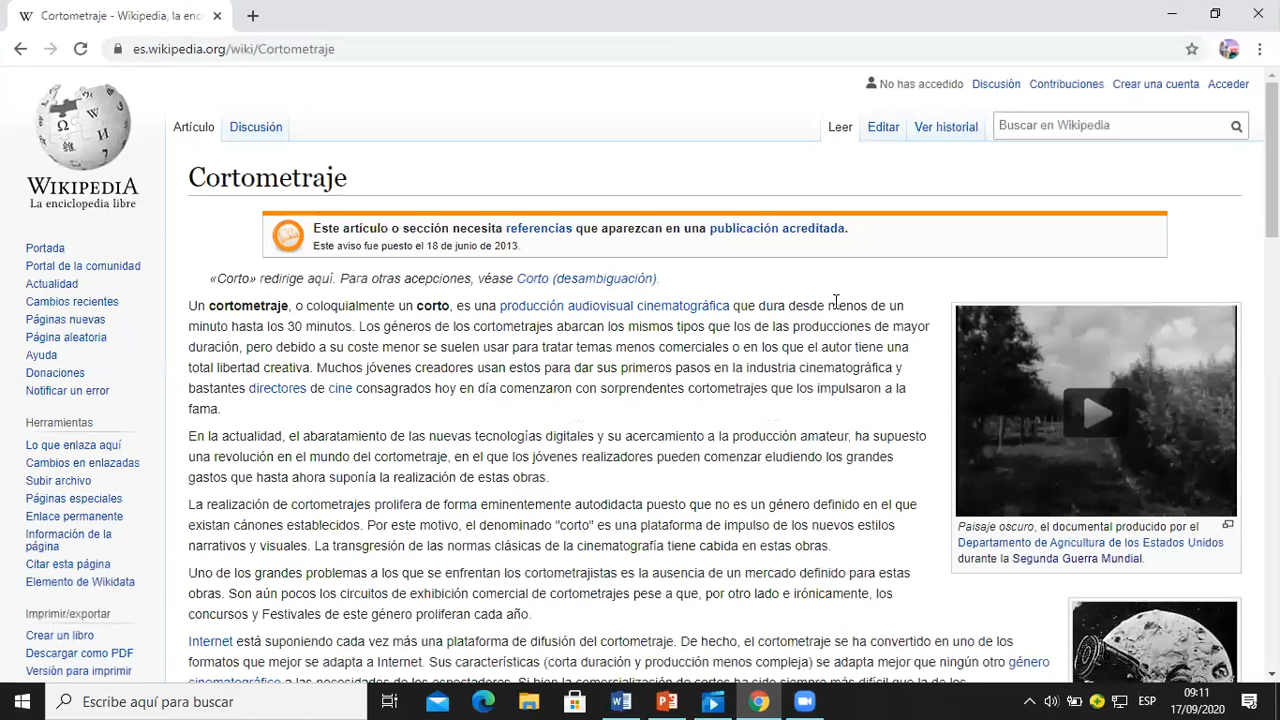 Cortometraje - Wikipedia, la enc
es.wikipedia.org/wiki/Cortometraje
No has accedido Discusión Contribuciones Crear una cuenta Acceder
Artículo Discusión Leer Editar Ver historial Buscar en Wikipedia
WIKIPEDIA
La enciclopedia libre
Portada
Portal de la comunidad
Actualidad
Cambios recientes
Páginas nuevas
Página aleatoria
Ayuda
Donaciones
Notificar un error
Herramientas
Lo que enlaza aquí
Cambios en enlazadas
Subir archivo
Páginas especiales
Enlace permanente
Información de la
página
Citar esta página
Elemento de Wikidata
Imprimir/exportar
Crear un libro
Descargar como PDF
Versión para imprimir
Cortometraje
Este artículo o sección necesita referencias que aparezcan en una publicación acreditada.
Este aviso fue puesto el 18 de junio de 2013.
«Corto» redirige aquí. Para otras acepciones, véase Corto (desambiguación).
Un cortometraje, o coloquialmente un corto, es una producción audiovisual cinematográfica que dura desde menos de un
minuto hasta los 30 minutos. Los géneros de los cortometrajes abarcan los mismos tipos que los de las producciones de mayor
duración, pero debido a su coste menor se suelen usar para tratar temas menos comerciales o en los que el autor tiene una
total libertad creativa. Muchos jóvenes creadores usan estos para dar sus primeros pasos en la industria cinematográfica y
bastantes directores de cine consagrados hoy en día comenzaron con sorprendentes cortometrajes que los impulsaron a la
fama.
En la actualidad, el abaratamiento de las nuevas tecnologías digitales y su acercamiento a la producción amateur, ha supuesto
una revolución en el mundo del cortometraje, en el que los jóvenes realizadores pueden comenzar eludiendo los grandes
gastos que hasta ahora suponía la realización de estas obras.
La realización de cortometrajes prolifera de forma eminentemente autodidacta puesto que no es un género definido en el que
existan cánones establecidos. Por este motivo, el denominado "corto" es una plataforma de impulso de los nuevos estilos
narrativos y visuales. La transgresión de las normas clásicas de la cinematografía tiene cabida en estas obras.
Uno de los grandes problemas a los que se enfrentan los cortometrajistas es la ausencia de un mercado definido para estas
obras. Son aún pocos los circuitos de exhibición comercial de cortometrajes pese a que, por otro lado e irónicamente, los
concursos y Festivales de este género proliferan cada año.
Internet está suponiendo cada vez más una plataforma de difusión del cortometraje. De hecho, el cortometraje se ha convertido en uno de los
formatos que mejor se adapta a Internet. Sus características (corta duración y producción menos compleja) se adapta mejor que ningún otro género
cinematográfico a las necesidades de los espectadores. Si bien la comercialización de cortos ha sido siempre más difícil que la de los
Paisaje oscuro, el documental producido por el
Departamento de Agricultura de los Estados Unidos
durante la Segunda Guerra Mundial.
Escribe aquí para buscar
ESP
09:11
17/09/2020